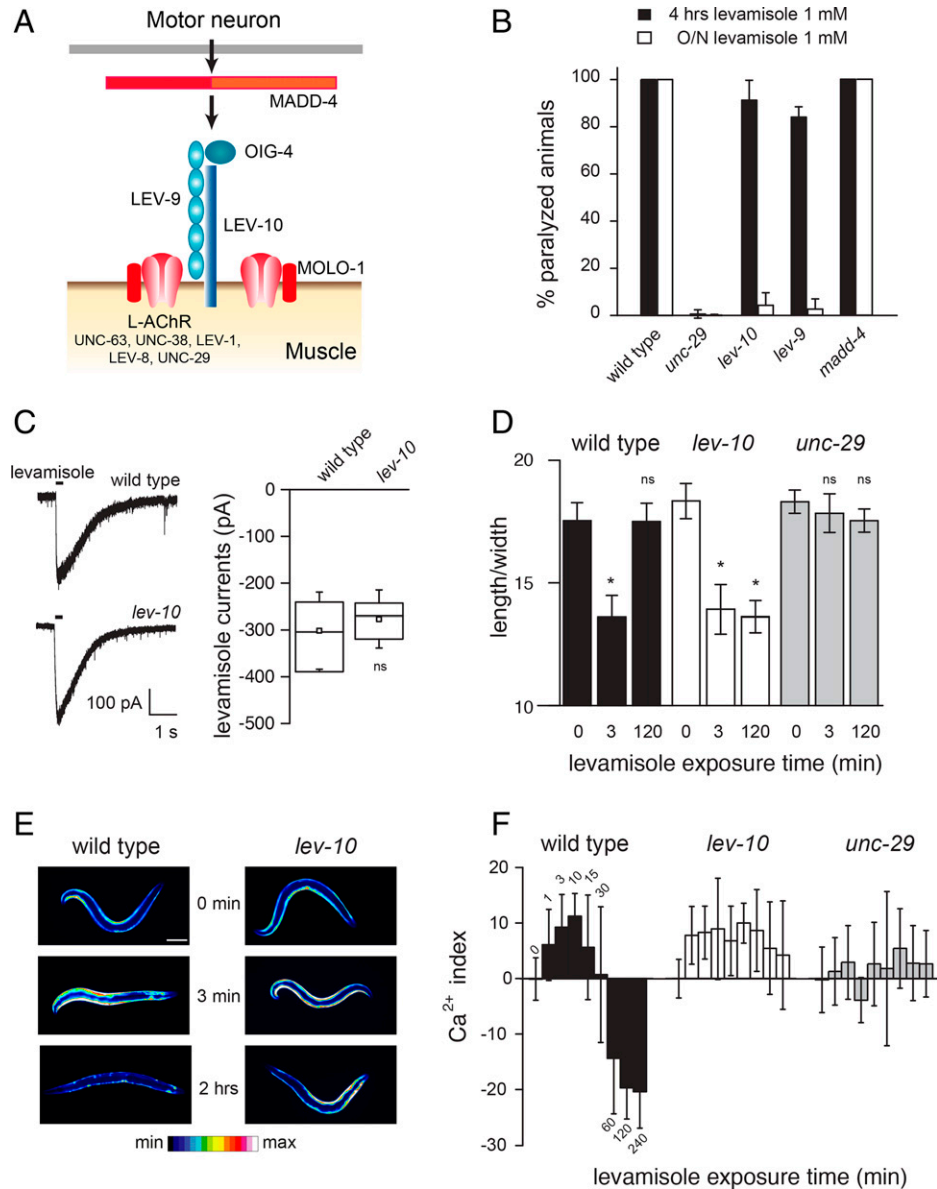 A
Motor neuron
MADD-4
OIG-4
LEV-9
LEV-10
MOLO-1
L-AChR
UNC-63, UNC-38, LEV-1,
LEV-8, UNC-29
Muscle
B
4 hrs levamisole 1 mM
O/N levamisole 1 mM
% paralyzed animals
100
80
60
40
20
0
wild type
unc-29
lev-10
lev-9
madd-4
C
levamisole
wild type
lev-10
100 pA
1 s
wild type
lev-10
levamisole currents (pA)
0
-100
-200
-300
-400
-500
ns
D
wild type lev-10 unc-29
length/width
20
15
10
ns ns ns
* * *
0 3 120 0 3 120 0 3 120
levamisole exposure time (min)
E
wild type lev-10
0 min
3 min
2 hrs
min max
F
wild type lev-10 unc-29
Ca2+ index
30
20
10
0
-10
-20
-30
0 1 3 10 15 30
60 120 240
levamisole exposure time (min)